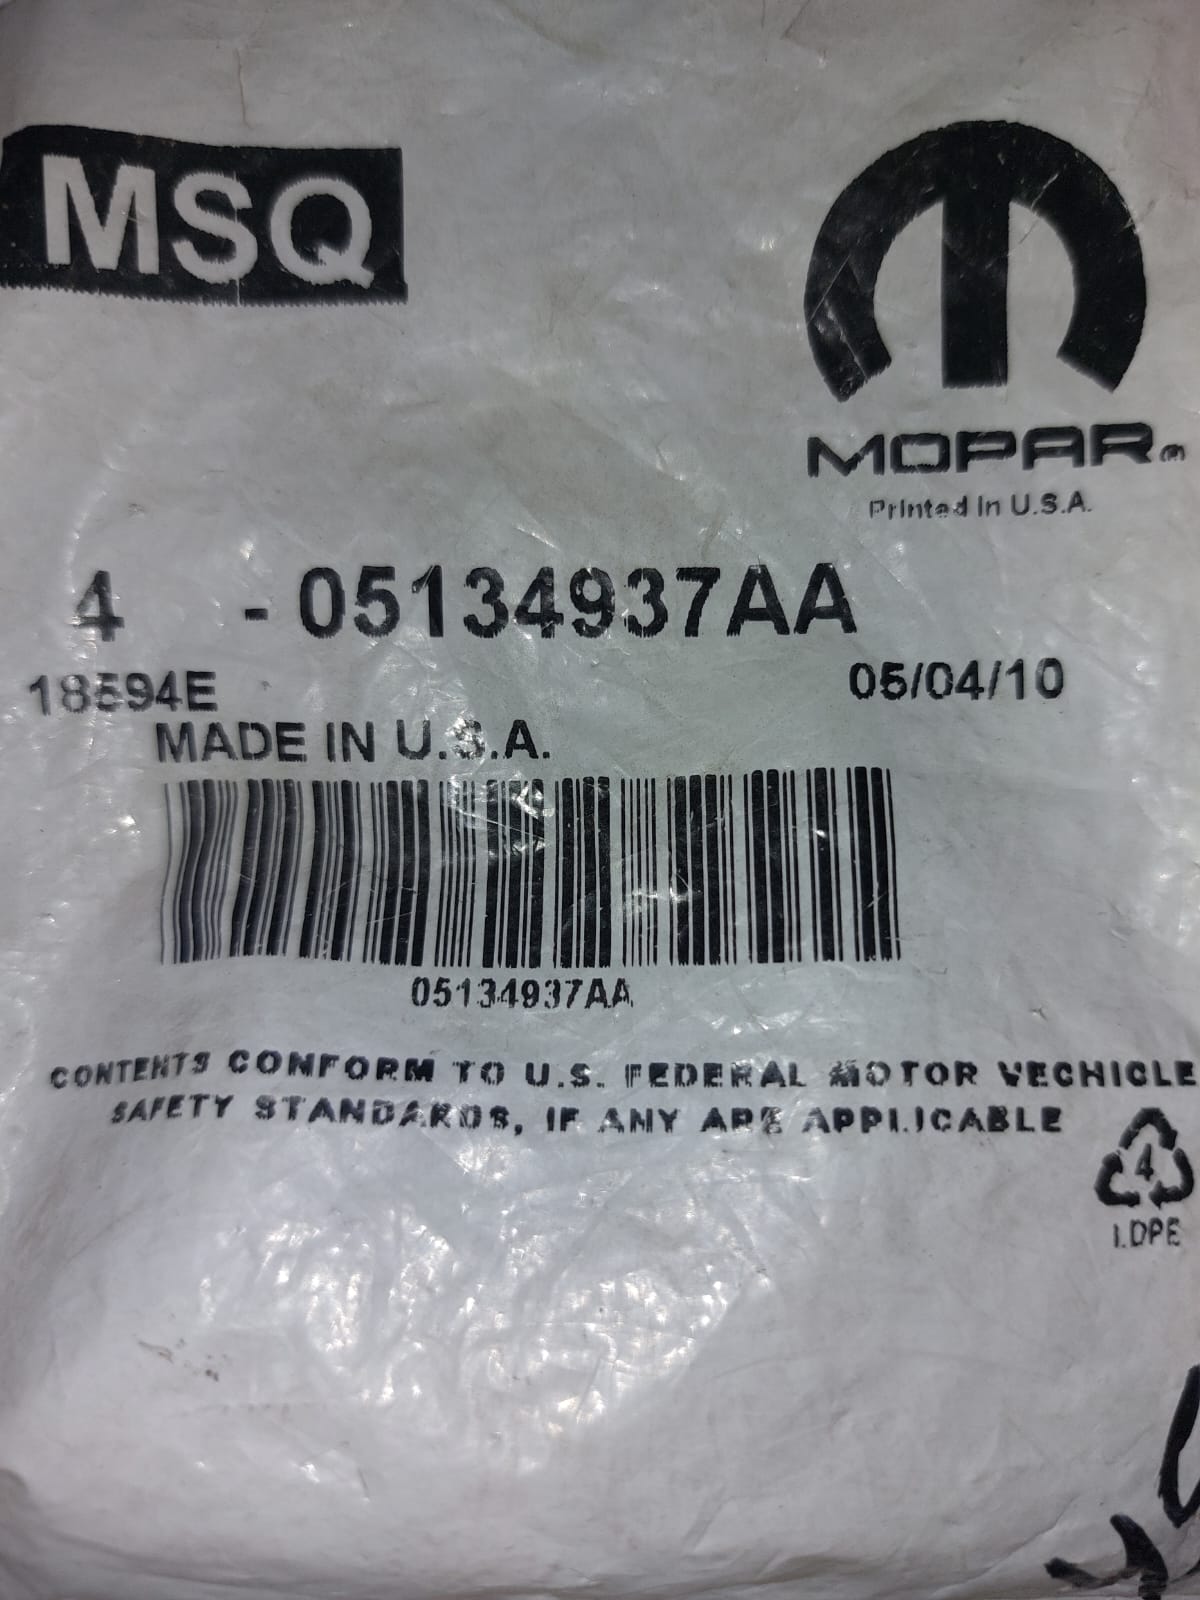 MSQ
MOPAR®
Printed in U.S.A.
4 - 05134937AA
18594E 05/04/10
MADE IN U.S.A.
05134937AA
CONTENTS CONFORM TO U.S. FEDERAL MOTOR VECHICLE
SAFETY STANDARDS, IF ANY ARE APPLICABLE
4
LDPE